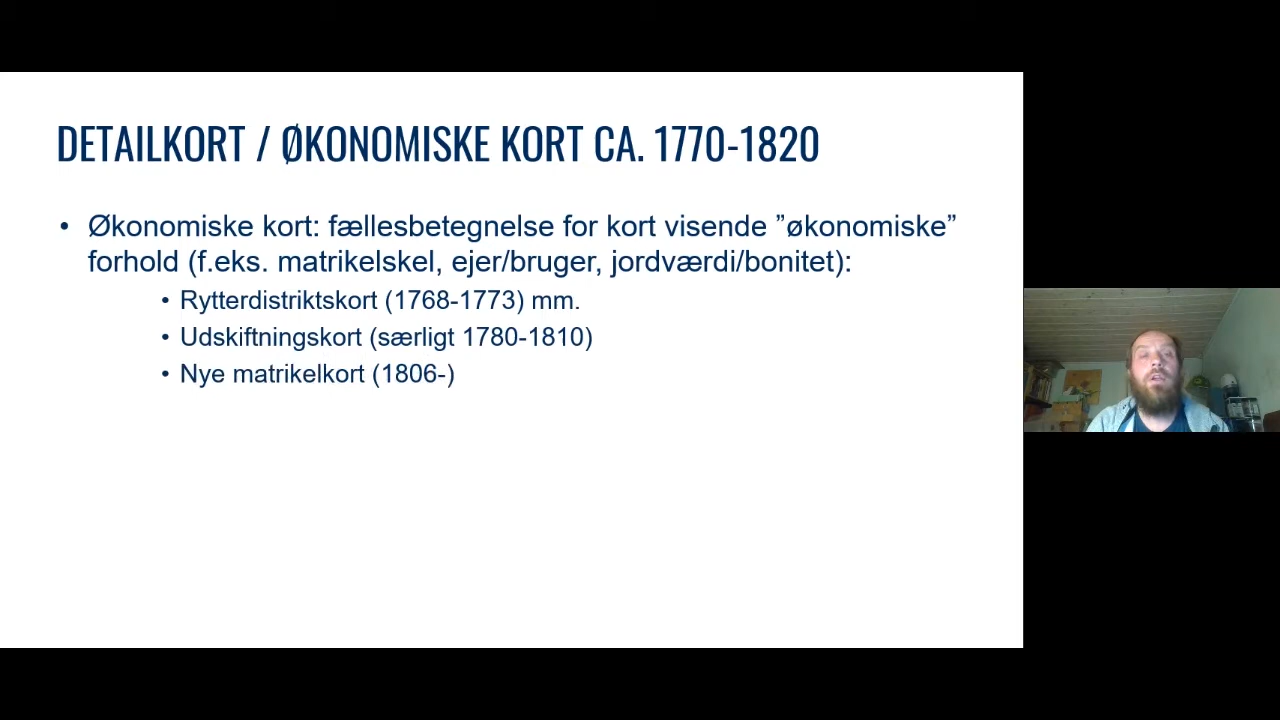 DETAILKORT / ØKONOMISKE KORT CA. 1770-1820
• Økonomiske kort: fællesbetegnelse for kort visende ”økonomiske”
forhold (f.eks. matrikelskel, ejer/bruger, jordværdi/bonitet):
• Rytterdistriktskort (1768-1773) mm.
• Udskiftningskort (særligt 1780-1810)
• Nye matrikelkort (1806-)